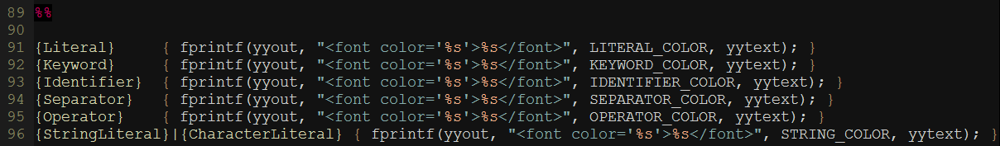 89 %%
90
91 {Literal}      { fprintf(yyout, "<font color='%s'>%s</font>", LITERAL_COLOR, yytext); }
92 {Keyword}      { fprintf(yyout, "<font color='%s'>%s</font>", KEYWORD_COLOR, yytext); }
93 {Identifier}   { fprintf(yyout, "<font color='%s'>%s</font>", IDENTIFIER_COLOR, yytext); }
94 {Separator}    { fprintf(yyout, "<font color='%s'>%s</font>", SEPARATOR_COLOR, yytext); }
95 {Operator}     { fprintf(yyout, "<font color='%s'>%s</font>", OPERATOR_COLOR, yytext); }
96 {StringLiteral}|{CharacterLiteral} { fprintf(yyout, "<font color='%s'>%s</font>", STRING_COLOR, yytext); }